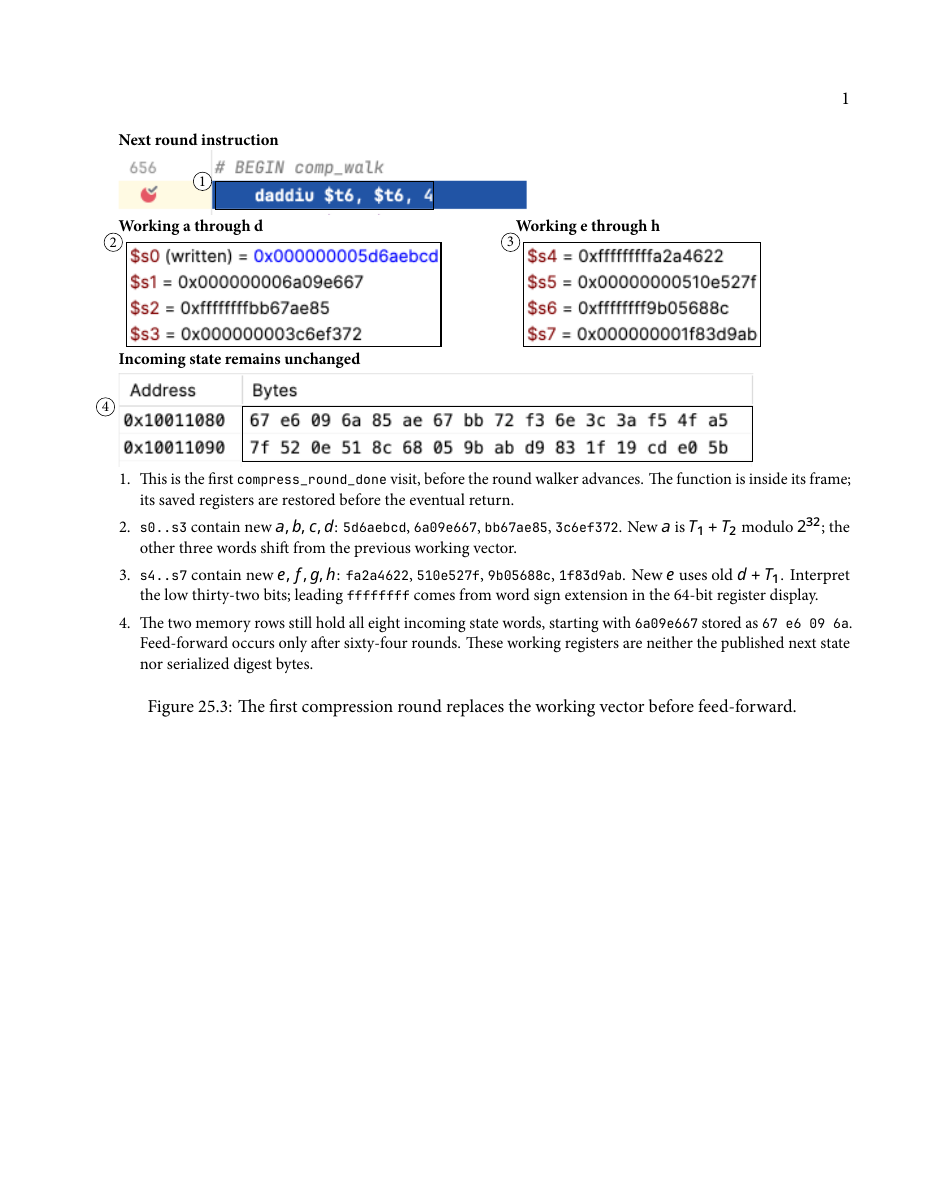 1
Next round instruction
656 # BEGIN comp_walk
1 daddiu $t6, $t6, 4
Working a through d
2
$s0 (written) = 0x000000005d6aebcd
$s1 = 0x000000006a09e667
$s2 = 0xffffffffbb67ae85
$s3 = 0x000000003c6ef372
Working e through h
3
$s4 = 0xfffffffffa2a4622
$s5 = 0x00000000510e527f
$s6 = 0xffffffff9b05688c
$s7 = 0x000000001f83d9ab
Incoming state remains unchanged
Address Bytes
4
0x10011080 67 e6 09 6a 85 ae 67 bb 72 f3 6e 3c 3a f5 4f a5
0x10011090 7f 52 0e 51 8c 68 05 9b ab d9 83 1f 19 cd e0 5b
1. This is the first compress_round_done visit, before the round walker advances. The function is inside its frame;
its saved registers are restored before the eventual return.
2. s0..s3 contain new a, b, c, d: 5d6aebcd, 6a09e667, bb67ae85, 3c6ef372. New a is T₁ + T₂ modulo 2³²; the
other three words shift from the previous working vector.
3. s4..s7 contain new e, f, g, h: fa2a4622, 510e527f, 9b05688c, 1f83d9ab. New e uses old d + T₁. Interpret
the low thirty-two bits; leading ffffffff comes from word sign extension in the 64-bit register display.
4. The two memory rows still hold all eight incoming state words, starting with 6a09e667 stored as 67 e6 09 6a.
Feed-forward occurs only after sixty-four rounds. These working registers are neither the published next state
nor serialized digest bytes.
Figure 25.3: The first compression round replaces the working vector before feed-forward.